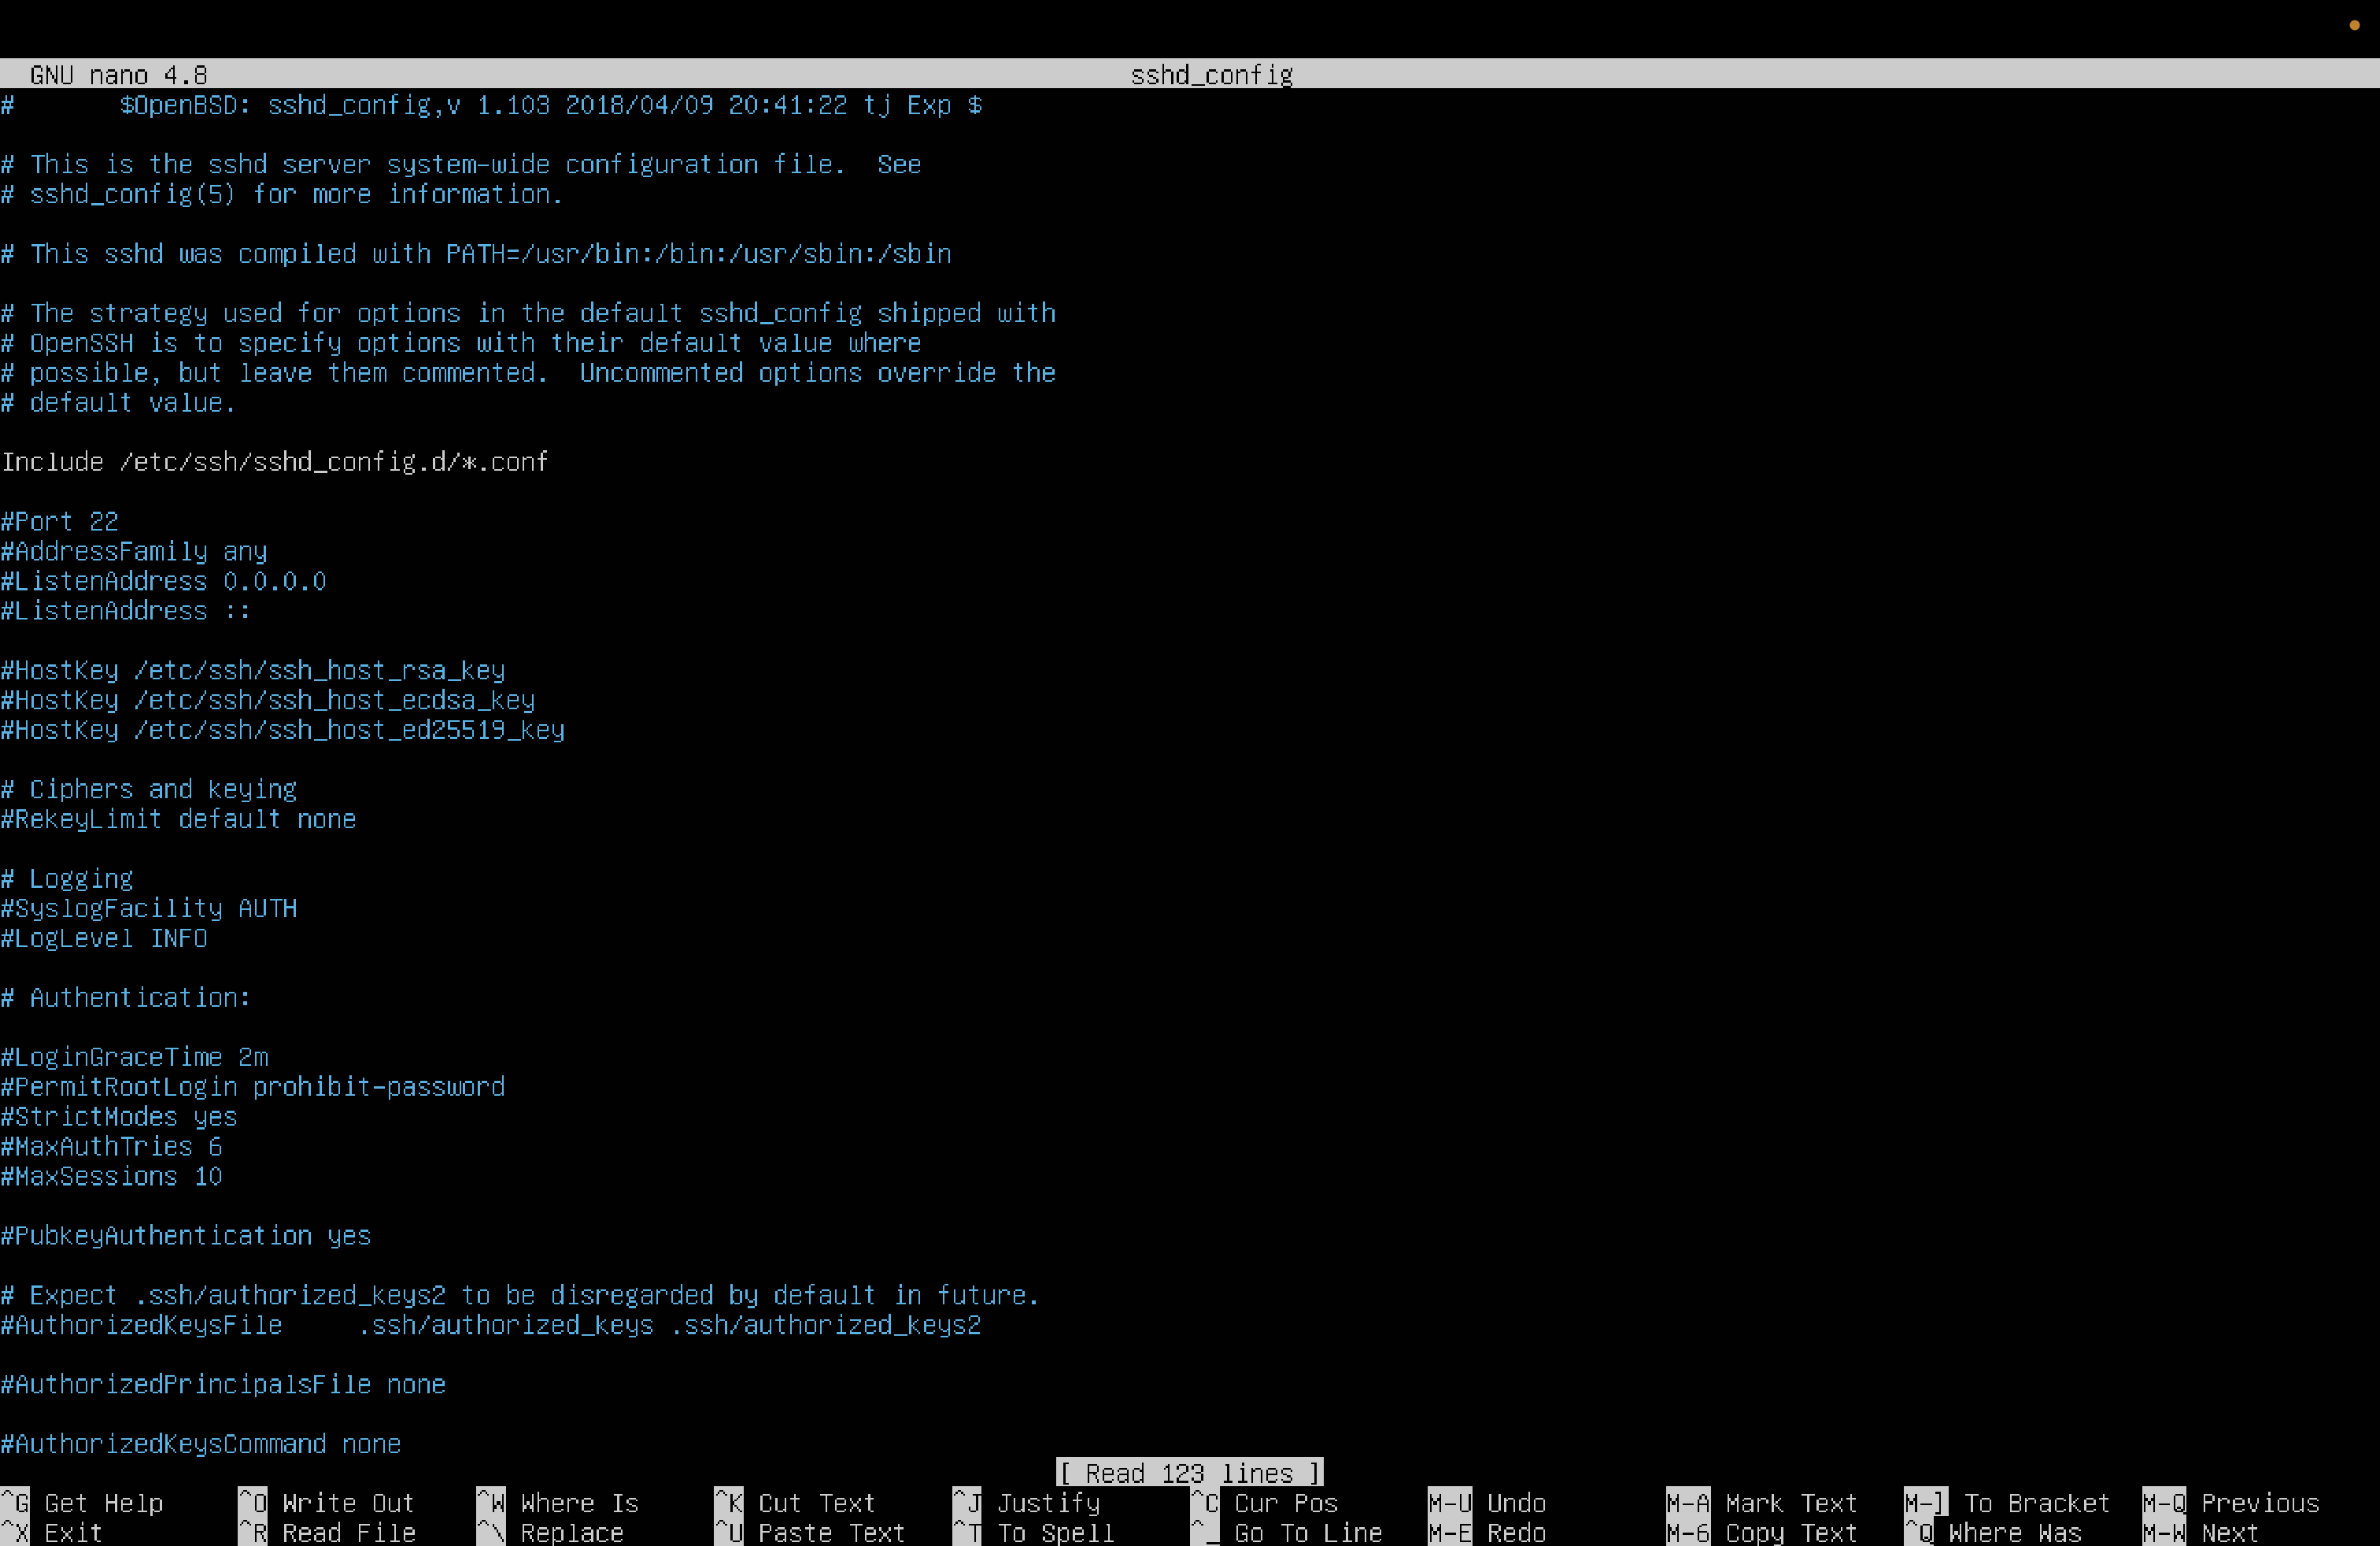 GNU nano 4.8 sshd_config
# $OpenBSD: sshd_config,v 1.103 2018/04/09 20:41:22 tj Exp $
# This is the sshd server system-wide configuration file.  See
# sshd_config(5) for more information.
# This sshd was compiled with PATH=/usr/bin:/bin:/usr/sbin:/sbin
# The strategy used for options in the default sshd_config shipped with
# OpenSSH is to specify options with their default value where
# possible, but leave them commented.  Uncommented options override the
# default value.
Include /etc/ssh/sshd_config.d/*.conf
#Port 22
#AddressFamily any
#ListenAddress 0.0.0.0
#ListenAddress ::
#HostKey /etc/ssh/ssh_host_rsa_key
#HostKey /etc/ssh/ssh_host_ecdsa_key
#HostKey /etc/ssh/ssh_host_ed25519_key
# Ciphers and keying
#RekeyLimit default none
# Logging
#SyslogFacility AUTH
#LogLevel INFO
# Authentication:
#LoginGraceTime 2m
#PermitRootLogin prohibit-password
#StrictModes yes
#MaxAuthTries 6
#MaxSessions 10
#PubkeyAuthentication yes
# Expect .ssh/authorized_keys2 to be disregarded by default in future.
#AuthorizedKeysFile     .ssh/authorized_keys .ssh/authorized_keys2
#AuthorizedPrincipalsFile none
#AuthorizedKeysCommand none
[ Read 123 lines ]
^G Get Help ^O Write Out ^W Where Is ^K Cut Text ^J Justify ^C Cur Pos M-U Undo M-A Mark Text M-] To Bracket M-Q Previous
^X Exit ^R Read File ^\ Replace ^U Paste Text ^T To Spell ^_ Go To Line M-E Redo M-6 Copy Text ^Q Where Was M-W Next